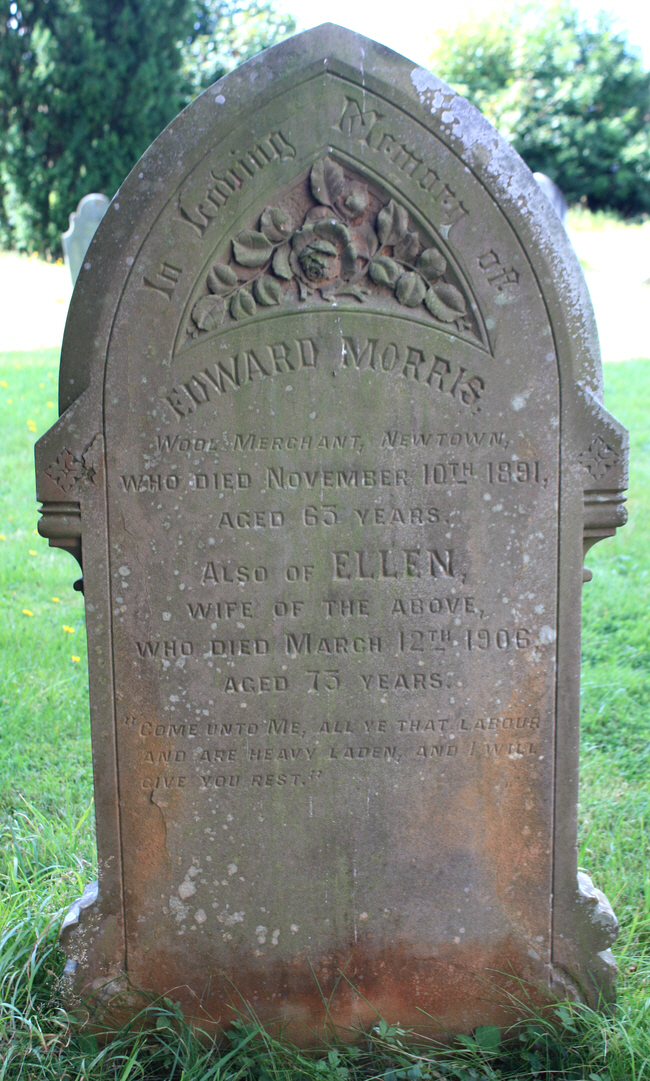 In Loving Memory of
EDWARD MORRIS.
WOOL MERCHANT, NEWTOWN,
WHO DIED NOVEMBER 10TH 1891,
AGED 63 YEARS.
ALSO OF ELLEN,
WIFE OF THE ABOVE,
WHO DIED MARCH 12TH 1906,
AGED 73 YEARS.
"COME UNTO ME, ALL YE THAT LABOUR
AND ARE HEAVY LADEN, AND I WILL
GIVE YOU REST."